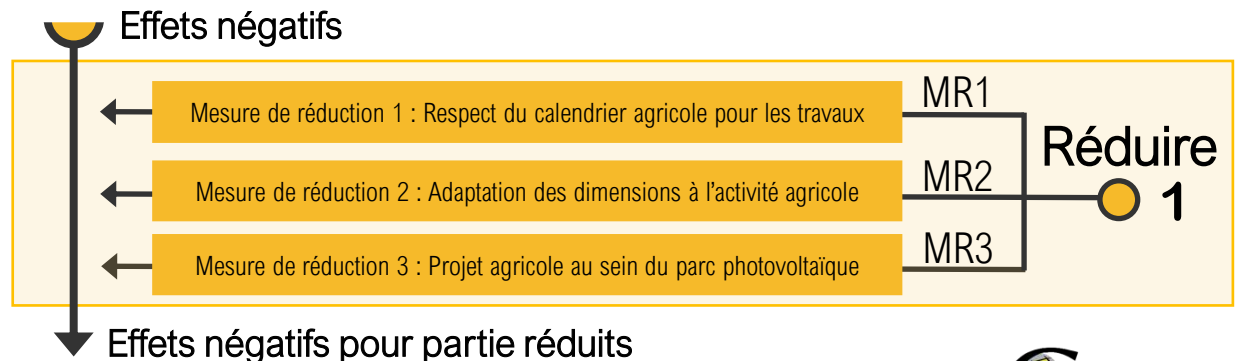 Effets négatifs
Mesure de réduction 1 : Respect du calendrier agricole pour les travaux
MR1
Mesure de réduction 2 : Adaptation des dimensions à l'activité agricole
MR2
Mesure de réduction 3 : Projet agricole au sein du parc photovoltaïque
MR3
Réduire
1
Effets négatifs pour partie réduits